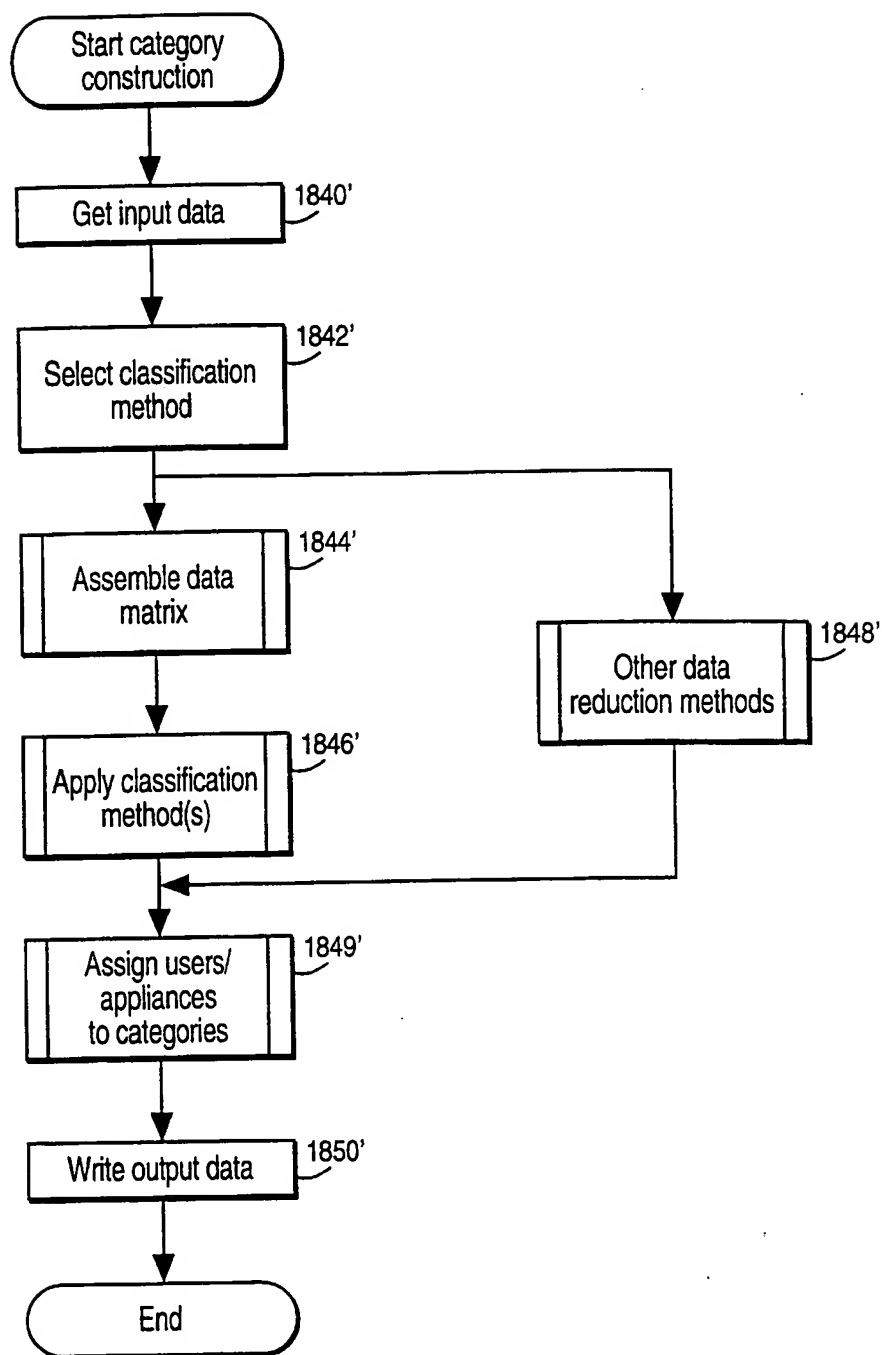 Start category
construction
Get input data
1840'
Select classification
method
1842'
Assemble data
matrix
1844'
Other data
reduction methods
1848'
Apply classification
method(s)
1846'
Assign users/
appliances
to categories
1849'
Write output data
1850'
End